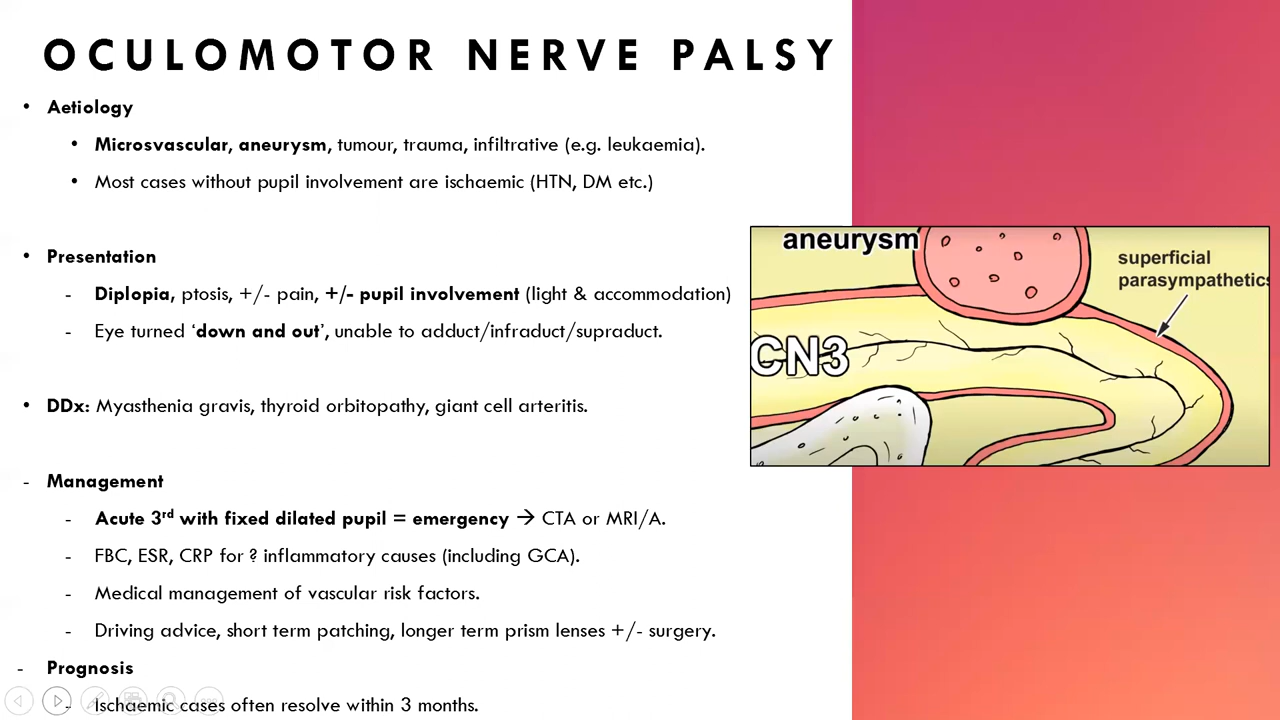 OCULOMOTOR NERVE PALSY
• Aetiology
• Microsvascular, aneurysm, tumour, trauma, infiltrative (e.g. leukaemia).
• Most cases without pupil involvement are ischaemic (HTN, DM etc.)
• Presentation
- Diplopia, ptosis, +/- pain, +/- pupil involvement (light & accommodation)
- Eye turned ‘down and out’, unable to adduct/infraduct/supraduct.
• DDx: Myasthenia gravis, thyroid orbitopathy, giant cell arteritis.
- Management
- Acute 3rd with fixed dilated pupil = emergency → CTA or MRI/A.
- FBC, ESR, CRP for ? inflammatory causes (including GCA).
- Medical management of vascular risk factors.
- Driving advice, short term patching, longer term prism lenses +/- surgery.
- Prognosis
- Ischaemic cases often resolve within 3 months.
aneurysm
superficial
parasympathetics
CN3